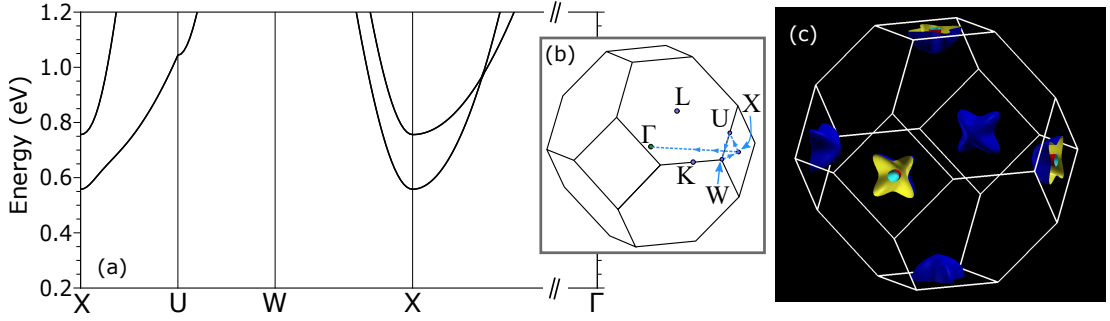 Energy (eV)
1.2
1.0
0.8
0.6
0.4
0.2
(a)
X U W X Γ
//
//
(b)
L
U
X
Γ
K
W
(c)